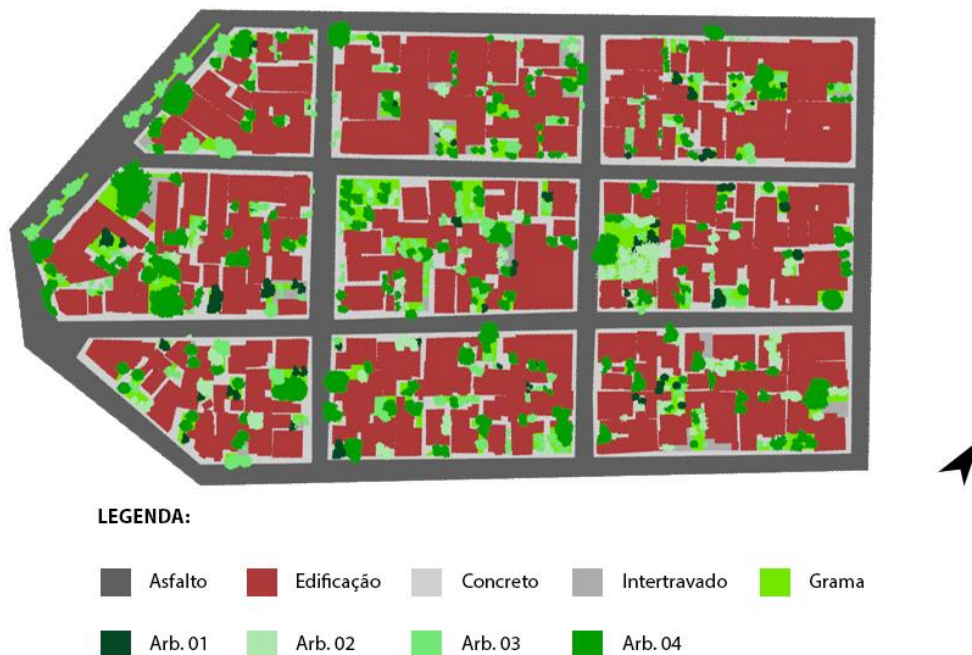 LEGENDA:
Asfalto Edificação Concreto Intertravado Grama
Arb. 01 Arb. 02 Arb. 03 Arb. 04